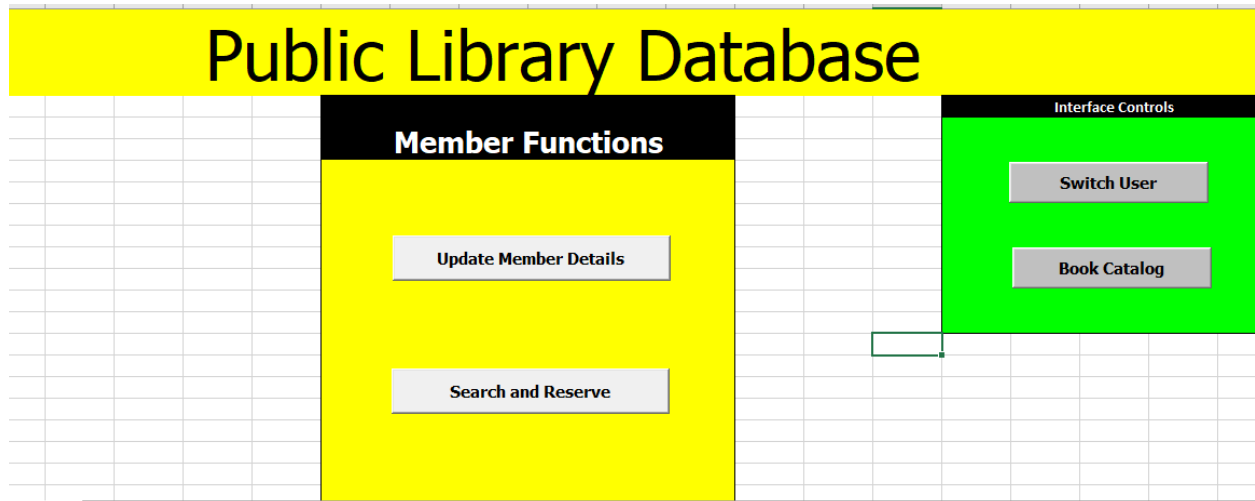 Public Library Database
Interface Controls
Member Functions
Switch User
Update Member Details
Book Catalog
Search and Reserve